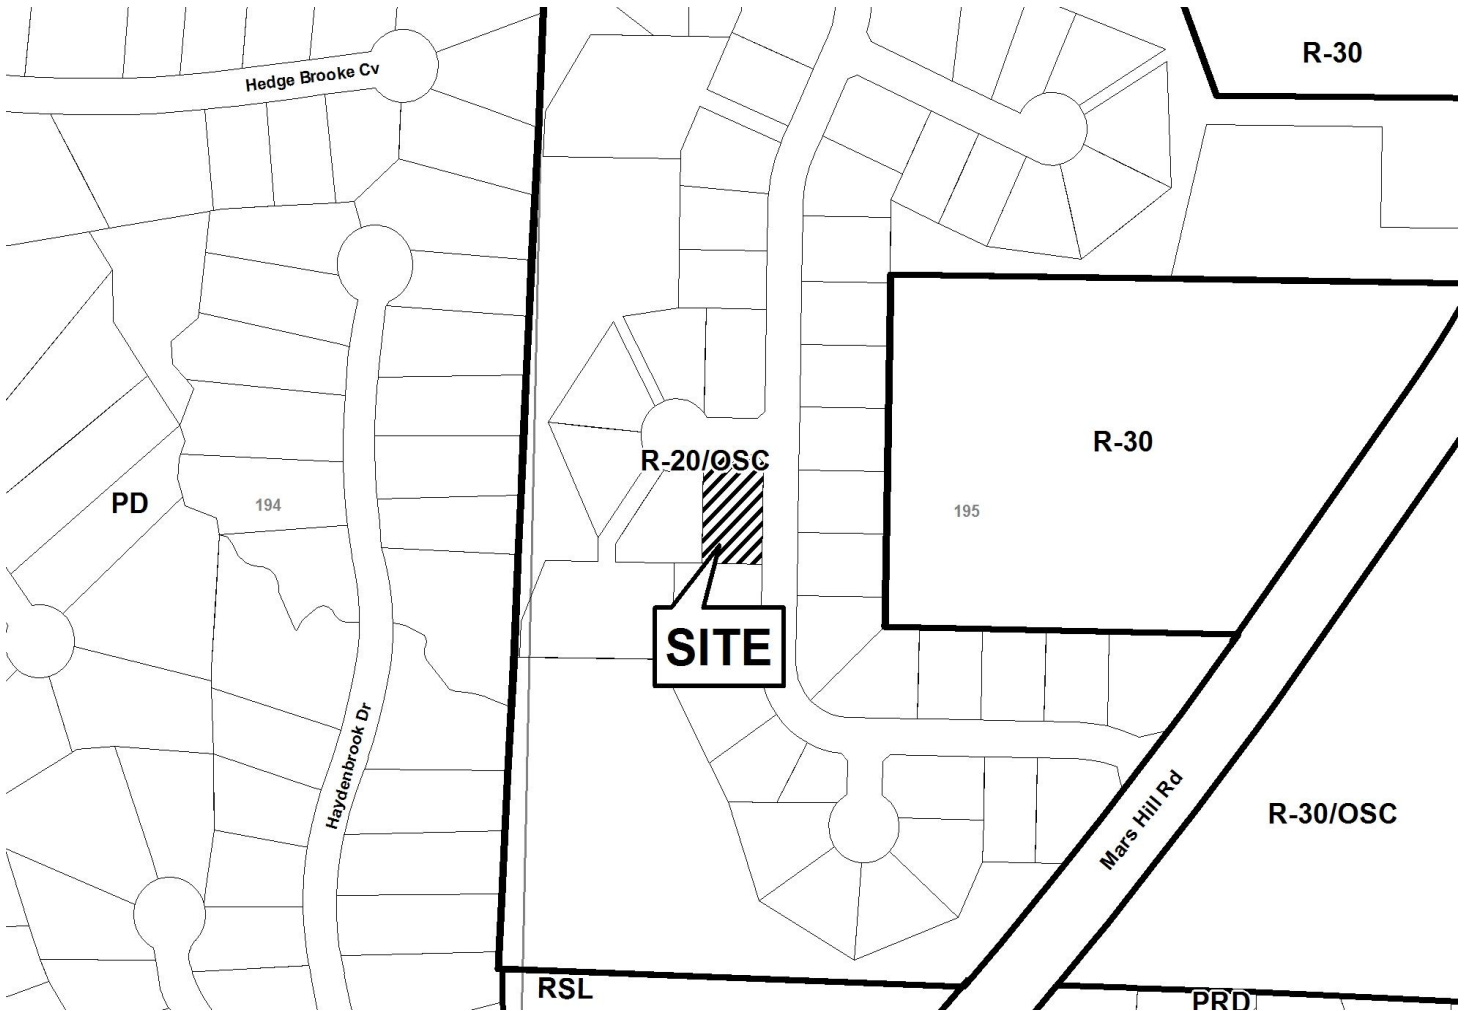 R-30
Hedge Brooke Cv
R-30
R-20/OSC
PD
194
195
SITE
Haydenbrook Dr
Mars Hill Rd
R-30/OSC
RSL
PRD